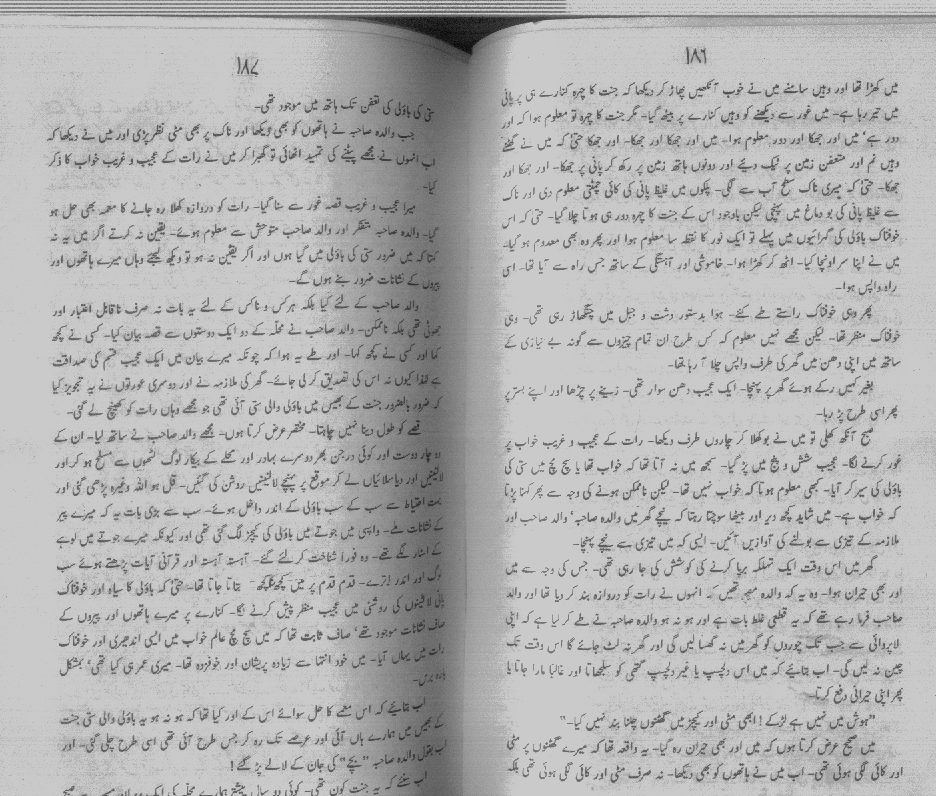 ۱۸۶
میں کھڑا تھا اور وہیں سامنے میں نے خوب آنکھیں پھاڑ کر دیکھا کہ جنت کا چہرہ کنارے ہی پر پانی
میں تیر رہا ہے۔ میں غور سے دیکھنے کو وہیں کنارے پر بیٹھ گیا۔ مگر جنت کا چہرہ تو معلوم ہوا کہ اور
دور ہے' میں اور جھکا اور دور معلوم ہوا۔ میں اور جھکا اور جھکا۔ اور جھکا حتیٰ کہ میں نے گھٹنے
وہیں نم اور متعفن زمین پر ٹیک دیئے اور دونوں ہاتھ زمین پر رکھ کر پانی پر جھکا۔ اور جھکا اور
جھکا۔ حتیٰ کہ میری ناک سطح آب سے لگی۔ پلکوں میں غلیظ پانی کی کائی چمٹتی معلوم دی اور ناک
سے غلیظ پانی کی بو دماغ میں پہنچی لیکن باوجود اس کے جنت کا چہرہ دور ہی ہوتا چلا گیا۔ حتیٰ کہ اس
خوفناک باؤلی کی گہرائیوں میں پہلے تو ایک نور کا نقطہ سا معلوم ہوا اور پھر وہ بھی معدوم ہو گیا۔
میں نے اپنا سر اونچا کیا۔ اٹھ کر کھڑا ہوا۔ خاموشی اور آہستگی کے ساتھ جس راہ سے آیا تھا۔ اسی
راہ واپس ہوا۔
پھر وہی خوفناک راستے طے کئے۔ ہوا بدستور دشت و جبل میں چنگھاڑ رہی تھی۔ وہی
خوفناک منظر تھا۔ لیکن مجھے نہیں معلوم کہ کس طرح ان تمام چیزوں سے گونہ بے نیازی کے
ساتھ میں اپنی دھن میں گھر کی طرف واپس چلا آ رہا تھا۔
بغیر کہیں رکے ہوئے گھر پر پہنچا۔ ایک عجیب دھن سوار تھی۔ زینے پر چڑھا اور اپنے بستر پر
پھر اسی طرح پڑ رہا۔
صبح آنکھ کھلی تو میں نے بوکھلا کر چاروں طرف دیکھا۔ رات کے عجیب و غریب خواب پر
غور کرنے لگا۔ عجیب شش و پنج میں پڑ گیا۔ سمجھ میں نہ آتا تھا کہ خواب تھا یا سچ مچ میں ستی کی
باؤلی کی سیر کر آیا۔ کبھی معلوم ہوتا کہ خواب نہیں تھا۔ لیکن ناممکن ہونے کی وجہ سے پھر کہنا پڑتا
کہ خواب ہے۔ میں شاید کچھ دیر اور بیٹھا سوچتا رہتا کہ نیچے گھر میں والدہ صاحبہ' والد صاحب اور
ملازمہ کے تیزی سے بولنے کی آوازیں آئیں۔ ایسی کہ میں تیزی سے نیچے پہنچا۔
گھر میں اس وقت ایک تہلکہ برپا کرنے کی کوشش کی جا رہی تھی۔ جس کی وجہ سے میں
اور بھی حیران ہوا۔ وہ یہ کہ والدہ مصر تھیں کہ انہوں نے رات کو دروازہ بند کر دیا تھا اور والد
صاحب فرما رہے تھے کہ یہ قطعی غلط بات ہے اور ہو نہ ہو والدہ صاحبہ نے طے کر لیا ہے کہ اپنی
لاپروائی سے جب تک چوروں کو گھر میں نہ گھسا لیں گی اور گھر نہ لٹ جائے گا اس وقت تک
چین نہ لیں گی۔ اب بتائیے کہ میں اس دلچسپ یا غیر دلچسپ گتھی کو سلجھاتا اور غالبا مارا جاتا یا
پھر اپنی حیرانی دفع کرتا۔
"ہوش میں نہیں ہے لڑکے! ابھی مٹی اور کیچڑ میں گھٹنوں چلنا بند نہیں کیا۔"
میں صحیح عرض کرتا ہوں کہ میں اور بھی حیران رہ گیا۔ یہ واقعہ تھا کہ میرے گھٹنوں پر مٹی
اور کائی لگی ہوئی تھی۔ اب میں نے ہاتھوں کو بھی دیکھا۔ نہ صرف مٹی اور کائی لگی ہوئی تھی بلکہ
۱۸۷
ستی کی باؤلی کی تعفن تک ہاتھ میں موجود تھی۔
جب والدہ صاحبہ نے ہاتھوں کو بھی دیکھا اور ناک پر بھی مٹی نظر پڑی اور میں نے دیکھا کہ
اب انہوں نے مجھے پیٹنے کی تمہید اٹھائی تو گھبرا کر میں نے رات کے عجیب و غریب خواب کا ذکر
کیا۔
میرا عجیب و غریب قصہ غور سے سنا گیا۔ رات کو دروازہ کھلا رہ جانے کا معمہ بھی حل ہو
گیا۔ والدہ صاحبہ متفکر اور والد صاحب متوحش سے معلوم ہوئے۔ یقین نہ کرتے اگر میں یہ نہ
کہتا کہ میں ضرور ستی کی باؤلی میں گیا ہوں اور اگر یقین نہ ہو تو دیکھ لیجئے وہاں میرے ہاتھوں اور
پیروں کے نشانات ضرور بنے ہوں گے۔
والد صاحب کے لئے کیا بلکہ ہر کس و ناکس کے لئے یہ بات نہ صرف ناقابل اعتبار اور
جھوٹی تھی بلکہ ناممکن۔ والد صاحب نے محلہ کے دو ایک دوستوں سے قصہ بیان کیا۔ کسی نے کچھ
کہا اور کسی نے کچھ کہا۔ اور طے یہ ہوا کہ چونکہ میرے بیان میں ایک عجیب قسم کی صداقت
ہے لہٰذا کیوں نہ اس کی تصدیق کر لی جائے۔ گھر کی ملازمہ نے اور دوسری عورتوں نے یہ تجویز کیا
کہ ضرور بالضرور جنت کے بھیس میں باؤلی والی ستی آئی تھی جو مجھے وہاں رات کو کھینچ لے گئی۔
قصے کو طول دینا نہیں چاہتا۔ مختصر عرض کرتا ہوں۔ مجھے والد صاحب نے ساتھ لیا۔ ان کے
دو چار دوست اور کوئی درجن بھر دوسرے بہادر اور محلے کے بیکار لوگ لٹھوں سے مسلح ہو کر اور
لالٹینیں اور دیا سلائیاں لے کر موقع پر پہنچے لالٹینیں روشن کی گئیں۔ قل ہو اللہ وغیرہ پڑھی گئی اور
بہت احتیاط سے سب کے سب باؤلی کے اندر داخل ہوئے۔ سب سے بڑی بات یہ کہ میرے پیر
کے نشانات ملے۔ واپسی میں جوتے میں باؤلی کی کیچڑ لگ گئی تھی اور کیونکہ میرے جوتے میں لوہے
کے اسٹار لگے تھے۔ وہ فوراً شناخت کر لئے گئے۔ آہستہ آہستہ اور قرآنی آیات پڑھتے ہوئے سب
لوگ اور اندر اترے۔ قدم قدم پر میں کچھ بتاتا جاتا تھا۔ حتیٰ کہ باؤلی کا سیاہ اور خوفناک
پانی لالٹینوں کی روشنی میں عجیب منظر پیش کرنے لگا۔ کنارے پر میرے ہاتھوں اور پیروں کے
صاف نشانات موجود تھے' صاف ثابت تھا کہ میں سچ مچ عالم خواب میں ایسی اندھیری اور خوفناک
رات میں یہاں آیا۔ میں خود انتہا سے زیادہ پریشان اور خوفزدہ تھا۔ میری عمر ہی کیا تھی' بمشکل
بارہ برس۔
اب بتائیے کہ اس معمے کا حل سوائے اس کے اور کیا تھا کہ ہو نہ ہو یہ باؤلی والی ستی جنت
کے بھیس میں ہمارے ہاں آئی اور عرصے تک رہ کر جس طرح آئی تھی اسی طرح چلی گئی۔ اور
اب بقول والدہ صاحبہ "بچے" کی جان کے لالے پڑ گئے!
اب سنئے کہ یہ جنت کون تھی۔ کوئی دو سال پیشتر ہمارے محلہ کی ایک